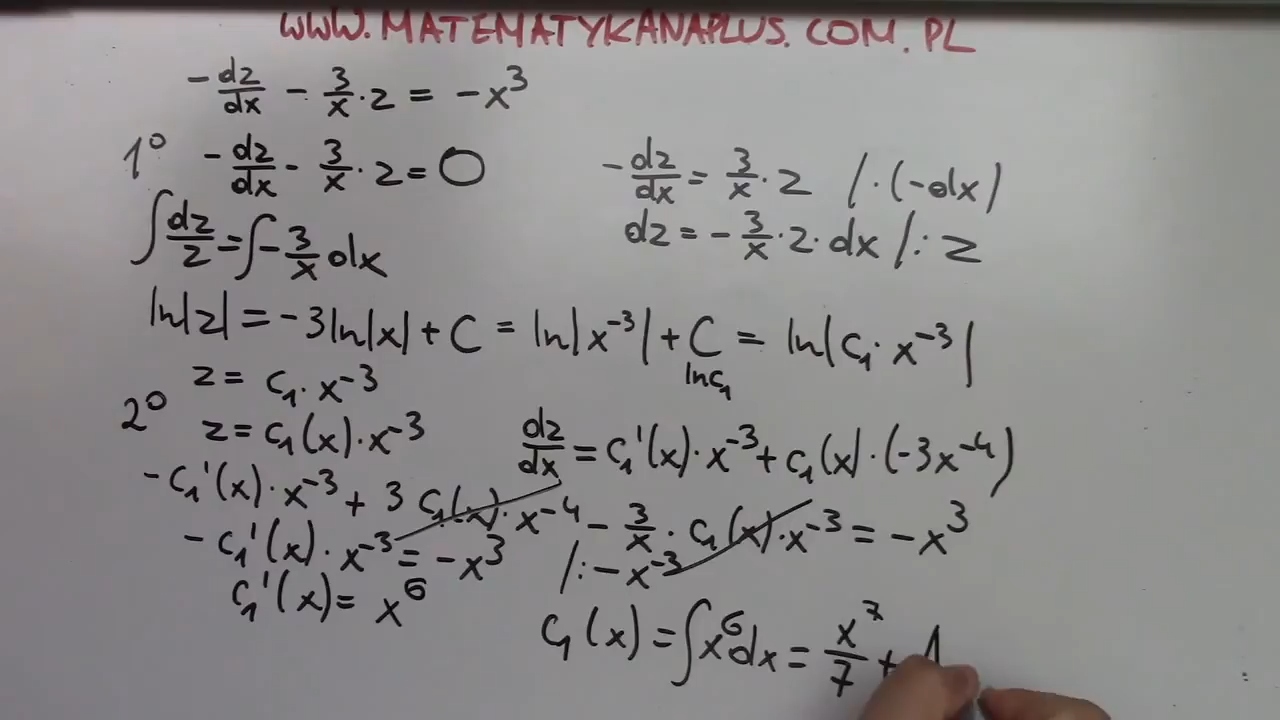 WWW.MATEMATYKANAPLUS.COM.PL
-dz/dx - 3/x · z = -x³
1⁰ -dz/dx - 3/x · z = 0
-dz/dx = 3/x · z /·(-dx)
dz = -3/x · z · dx /: z
∫dz/z = ∫-3/x dx
ln|z| = -3ln|x| + C = ln|x⁻³| + C = ln|C₁ · x⁻³|
lnC₁
z = C₁ · x⁻³
2⁰ z = C₁(x) · x⁻³
dz/dx = C₁'(x) · x⁻³ + C₁(x) · (-3x⁻⁴)
-C₁'(x) · x⁻³ + 3C₁(x) · x⁻⁴ - 3/x · C₁(x) · x⁻³ = -x³
-C₁'(x) · x⁻³ = -x³ /: -x⁻³
C₁'(x) = x⁶
C₁(x) = ∫x⁶dx = x⁷/7 +